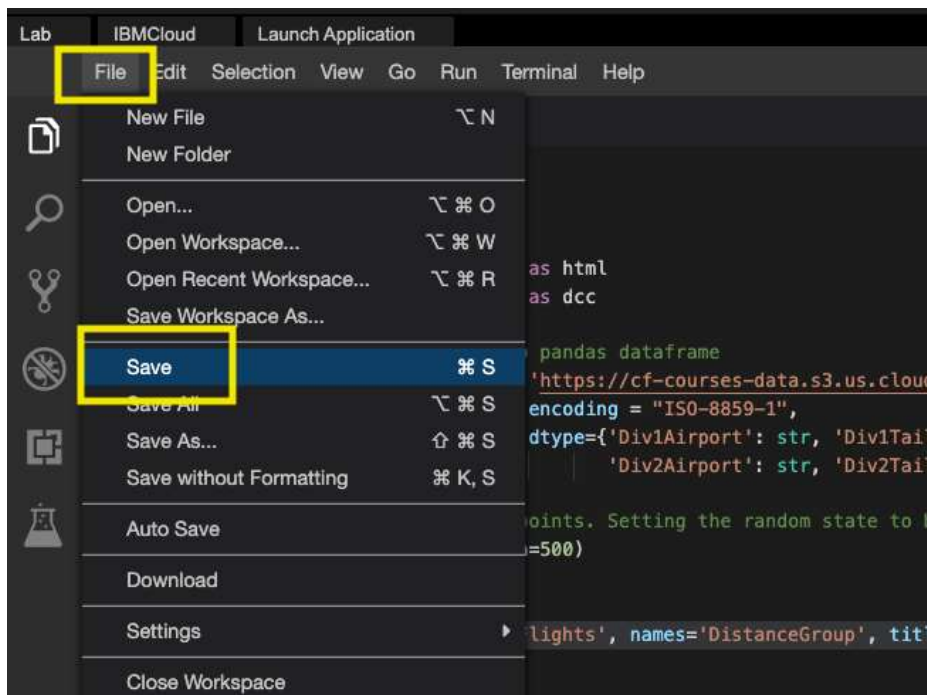 Lab IBMCloud Launch Application
File Edit Selection View Go Run Terminal Help
New File ⌥ N
New Folder
Open... ⌥ ⌘ O
Open Workspace... ⌥ ⌘ W
Open Recent Workspace... ⌥ ⌘ R
as html
as dcc
Save Workspace As...
pandas dataframe
Save ⌘ S
'https://cf-courses-data.s3.us.cloud
Save All ⌥ ⌘ S
encoding = "ISO-8859-1",
Save As... ⇧ ⌘ S
dtype={'Div1Airport': str, 'Div1Tail
'Div2Airport': str, 'Div2Tail
Save without Formatting ⌘ K, S
Auto Save
oints. Setting the random state to
=500)
Download
Settings
lights', names='DistanceGroup', titl
Close Workspace